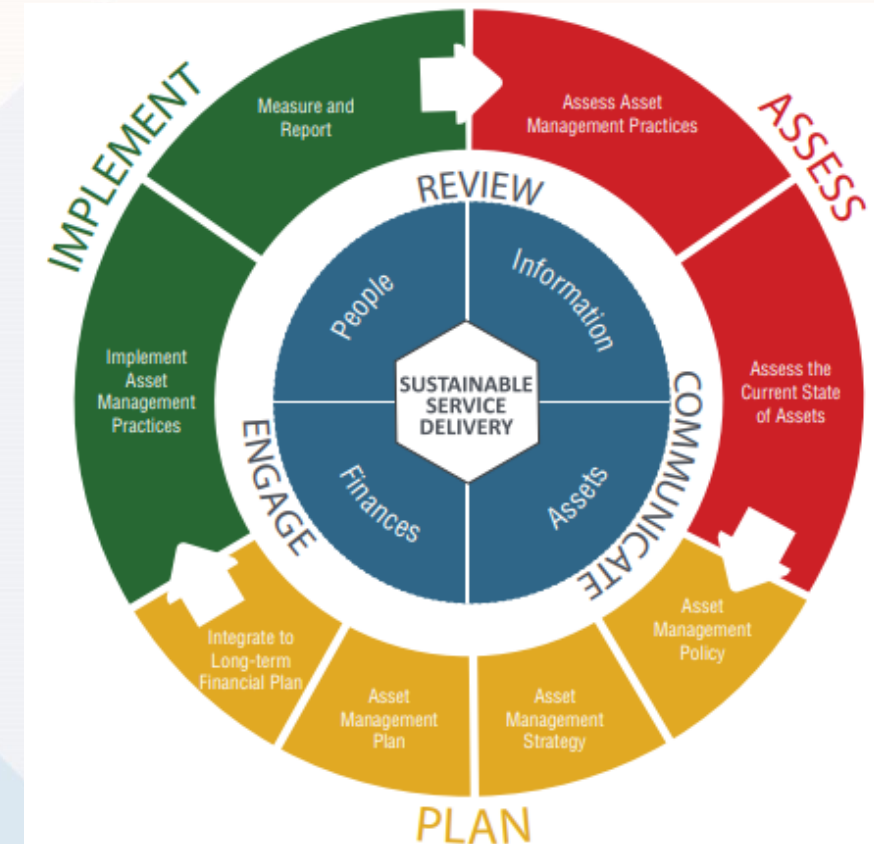 IMPLEMENT
Measure and
Report
Assess Asset
Management Practices
ASSESS
REVIEW
People
Information
Implement
Asset
Management
Practices
SUSTAINABLE
SERVICE
DELIVERY
Assess the
Current State
of Assets
ENGAGE
COMMUNICATE
Finances
Assets
Integrate to
Long-term
Financial Plan
Asset
Management
Plan
Asset
Management
Strategy
Asset
Management
Policy
PLAN